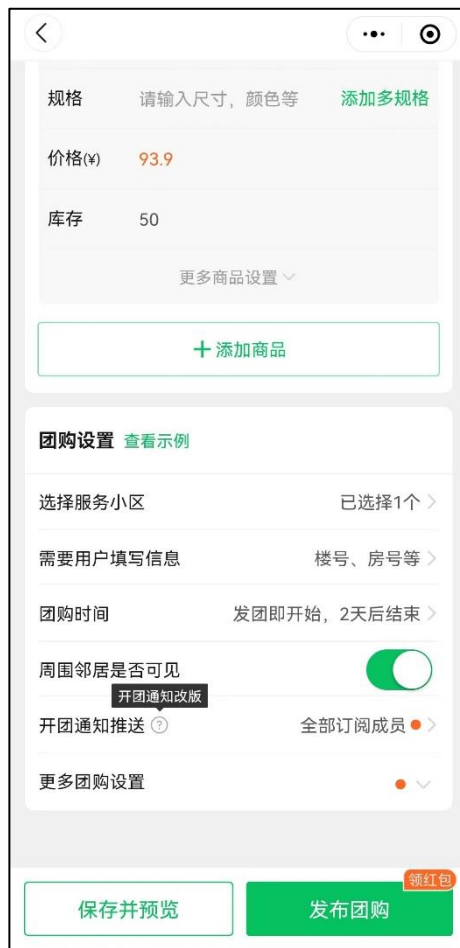 规格 请输入尺寸，颜色等 添加多规格
价格(¥) 93.9
库存 50
更多商品设置
+添加商品
团购设置 查看示例
选择服务小区 已选择1个
需要用户填写信息 楼号、房号等
团购时间 发团即开始，2天后结束
周围邻居是否可见
开团通知改版
开团通知推送 ? 全部订阅成员
更多团购设置
领红包
保存并预览 发布团购